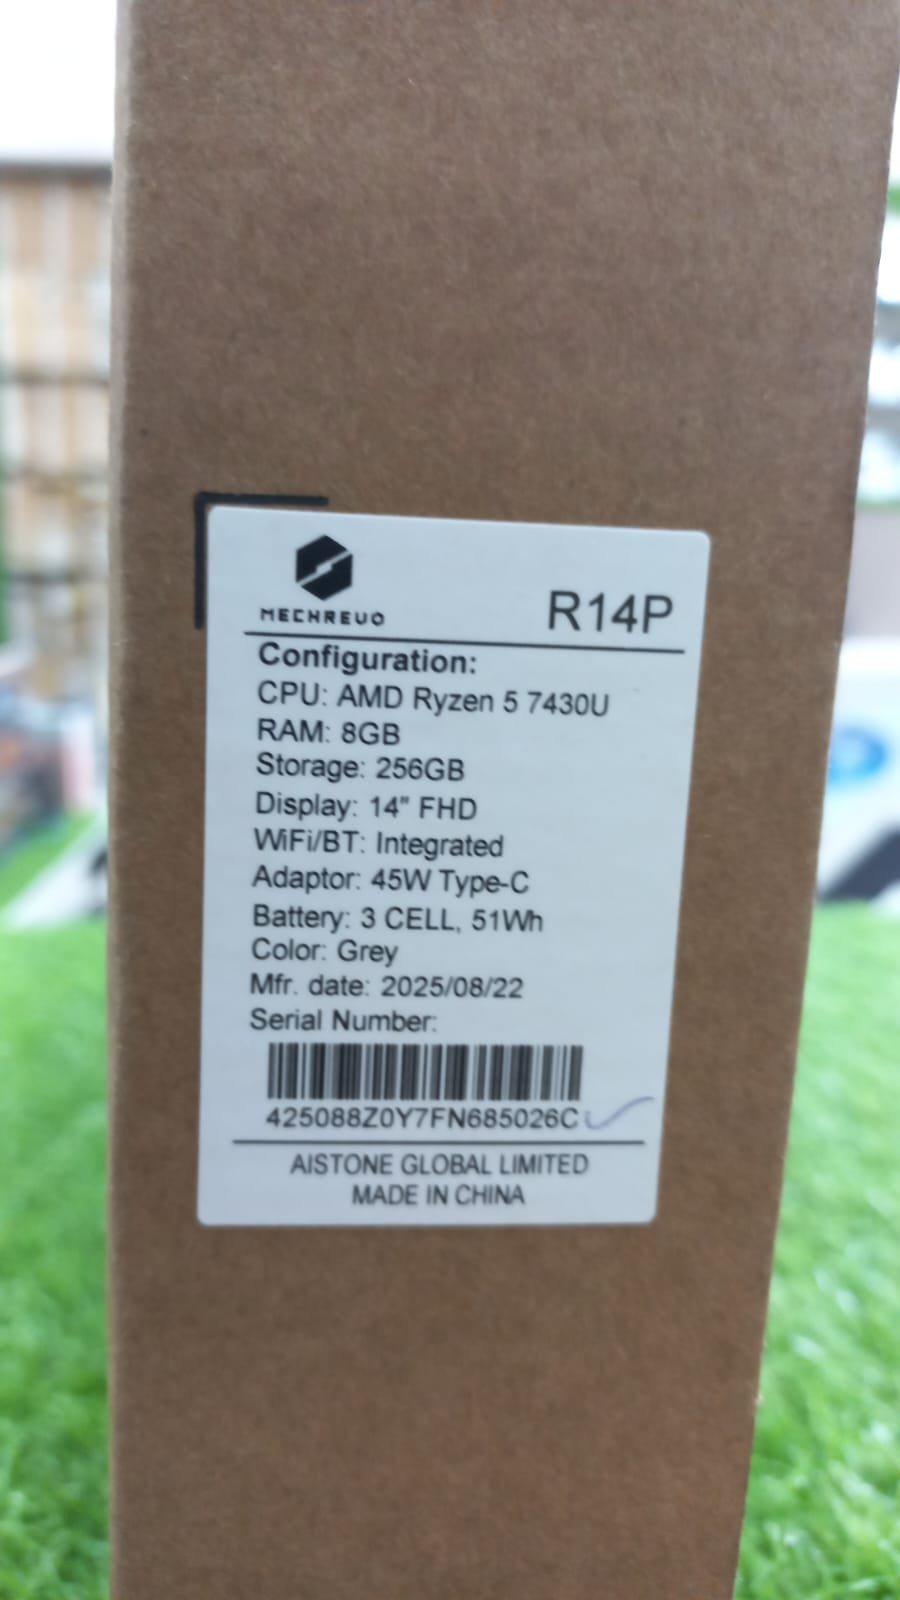 MECHREVO
R14P
Configuration:
CPU: AMD Ryzen 5 7430U
RAM: 8GB
Storage: 256GB
Display: 14" FHD
WiFi/BT: Integrated
Adaptor: 45W Type-C
Battery: 3 CELL, 51Wh
Color: Grey
Mfr. date: 2025/08/22
Serial Number:
425088Z0Y7FN685026C
AISTONE GLOBAL LIMITED
MADE IN CHINA